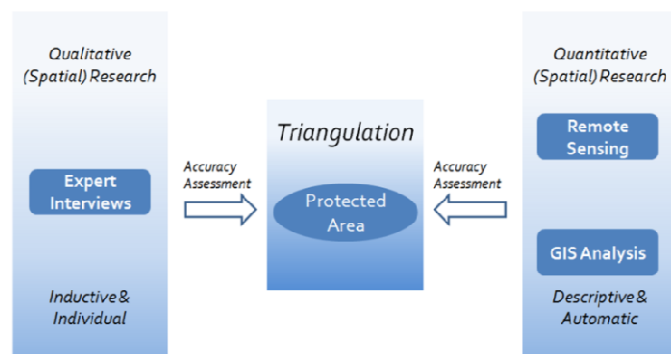 Qualitative
(Spatial) Research
Expert
Interviews
Inductive &
Individual
Accuracy
Assessment
Triangulation
Protected
Area
Accuracy
Assessment
Quantitative
(Spatial) Research
Remote
Sensing
GIS Analysis
Descriptive &
Automatic